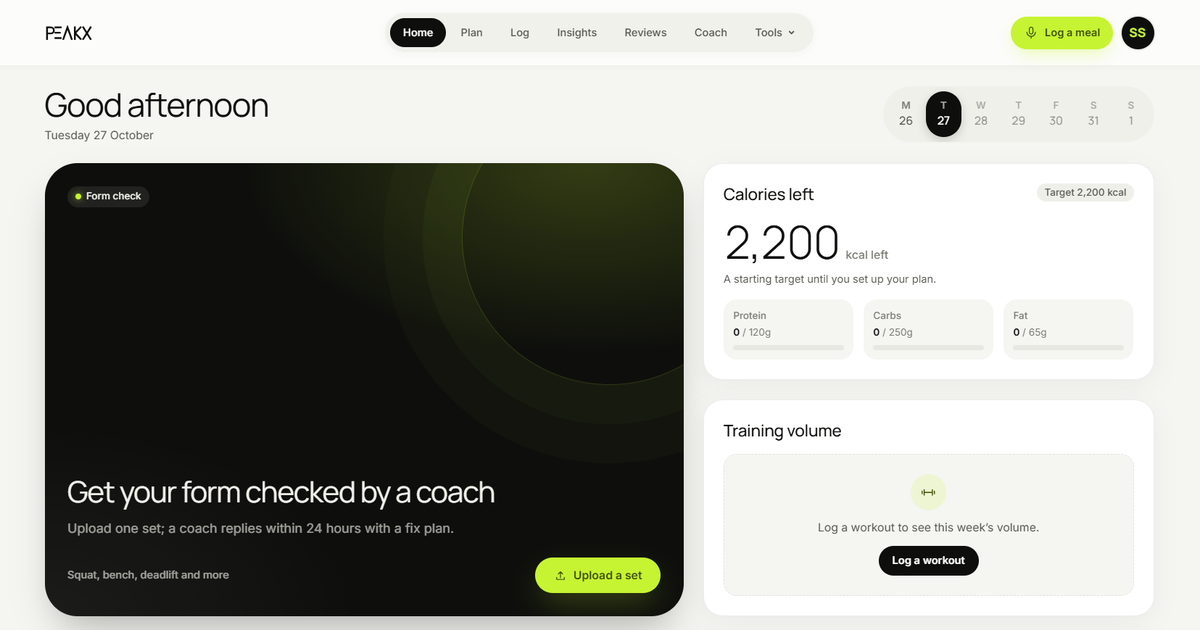 PEAKX
Home
Plan
Log
Insights
Reviews
Coach
Tools
Log a meal
SS
Good afternoon
Tuesday 27 October
M T W T F S S
26 27 28 29 30 31 1
Form check
Get your form checked by a coach
Upload one set; a coach replies within 24 hours with a fix plan.
Squat, bench, deadlift and more
Upload a set
Calories left
Target 2,200 kcal
2,200 kcal left
A starting target until you set up your plan.
Protein
0 / 120g
Carbs
0 / 250g
Fat
0 / 65g
Training volume
Log a workout to see this week’s volume.
Log a workout